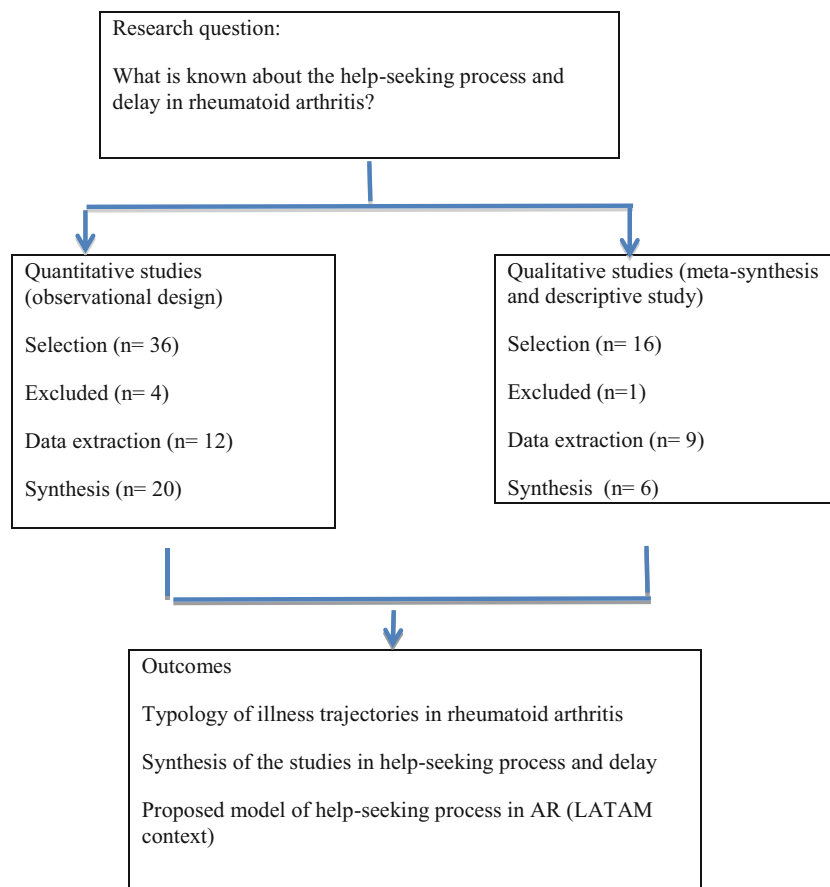 Research question:
What is known about the help-seeking process and
delay in rheumatoid arthritis?
Quantitative studies
(observational design)
Selection (n= 36)
Excluded (n= 4)
Data extraction (n= 12)
Synthesis (n= 20)
Qualitative studies (meta-synthesis
and descriptive study)
Selection (n= 16)
Excluded (n=1)
Data extraction (n= 9)
Synthesis (n= 6)
Outcomes
Typology of illness trajectories in rheumatoid arthritis
Synthesis of the studies in help-seeking process and delay
Proposed model of help-seeking process in AR (LATAM
context)